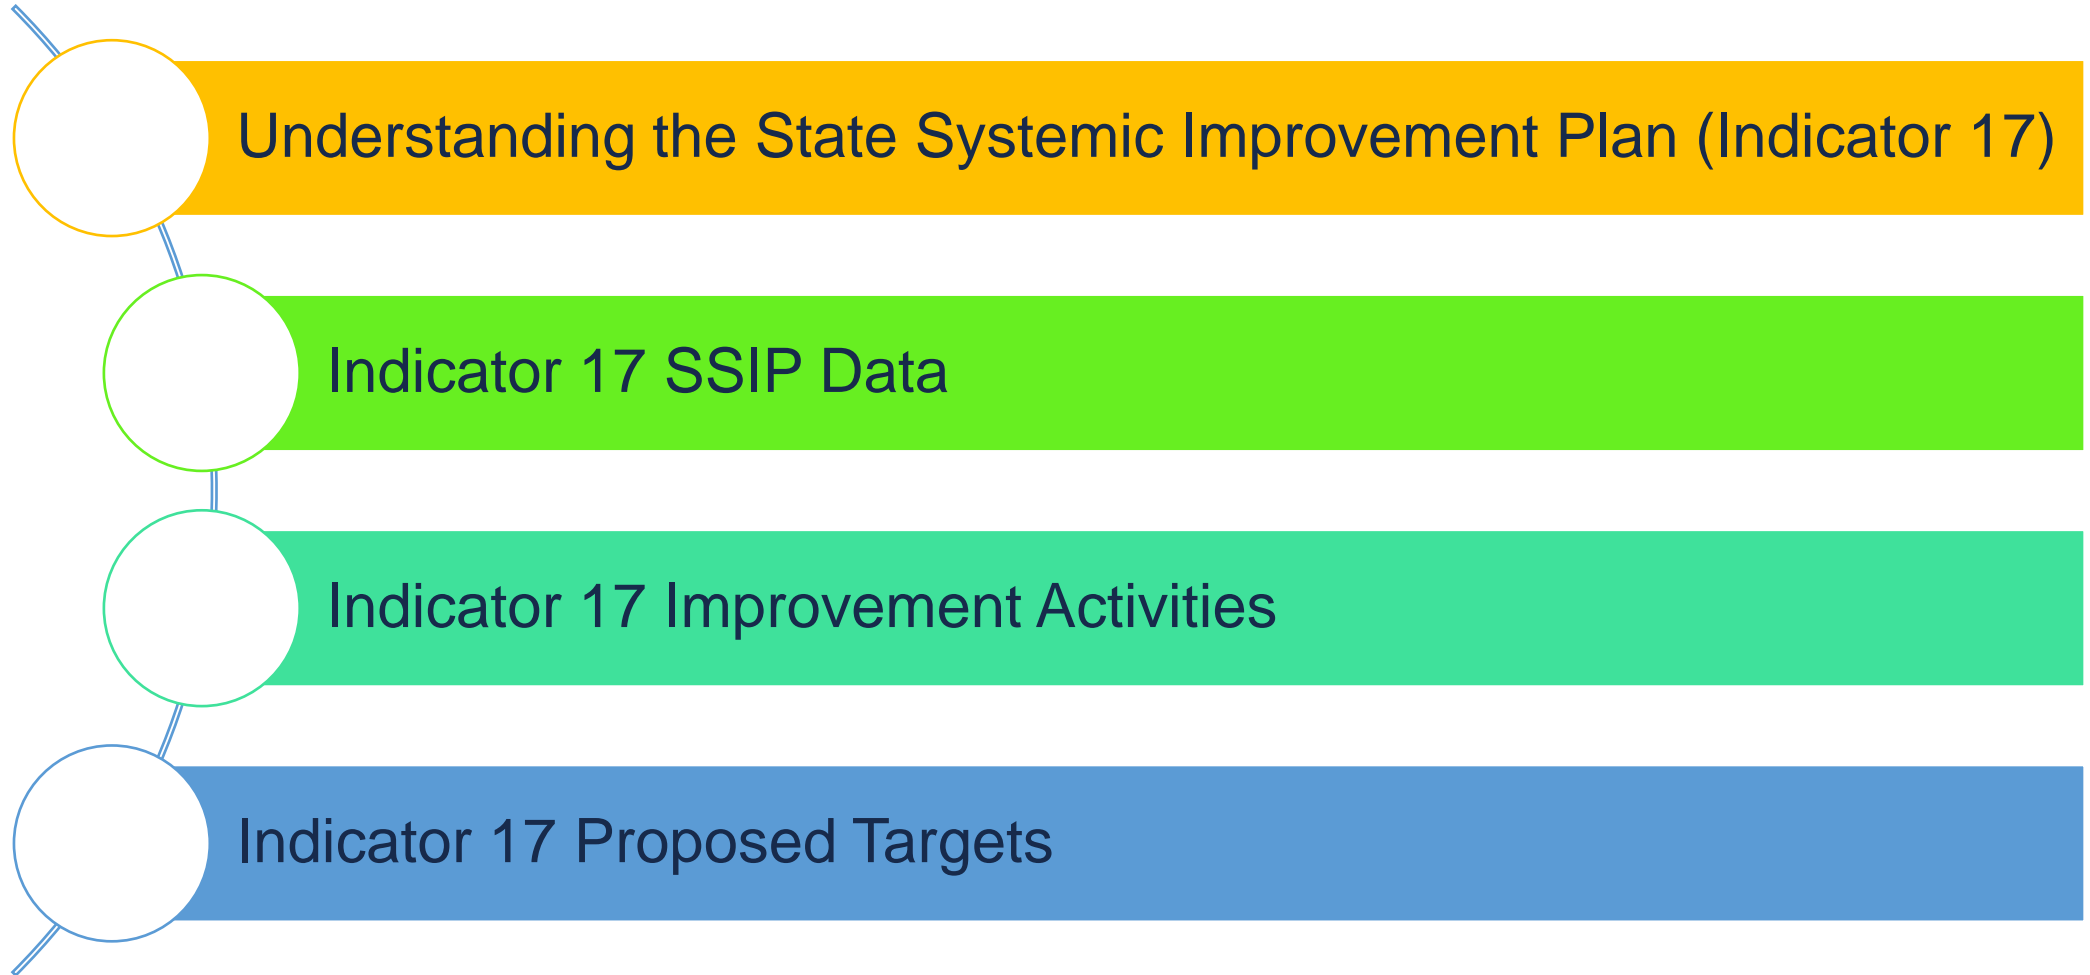 Understanding the State Systemic Improvement Plan (Indicator 17)
Indicator 17 SSIP Data
Indicator 17 Improvement Activities
Indicator 17 Proposed Targets